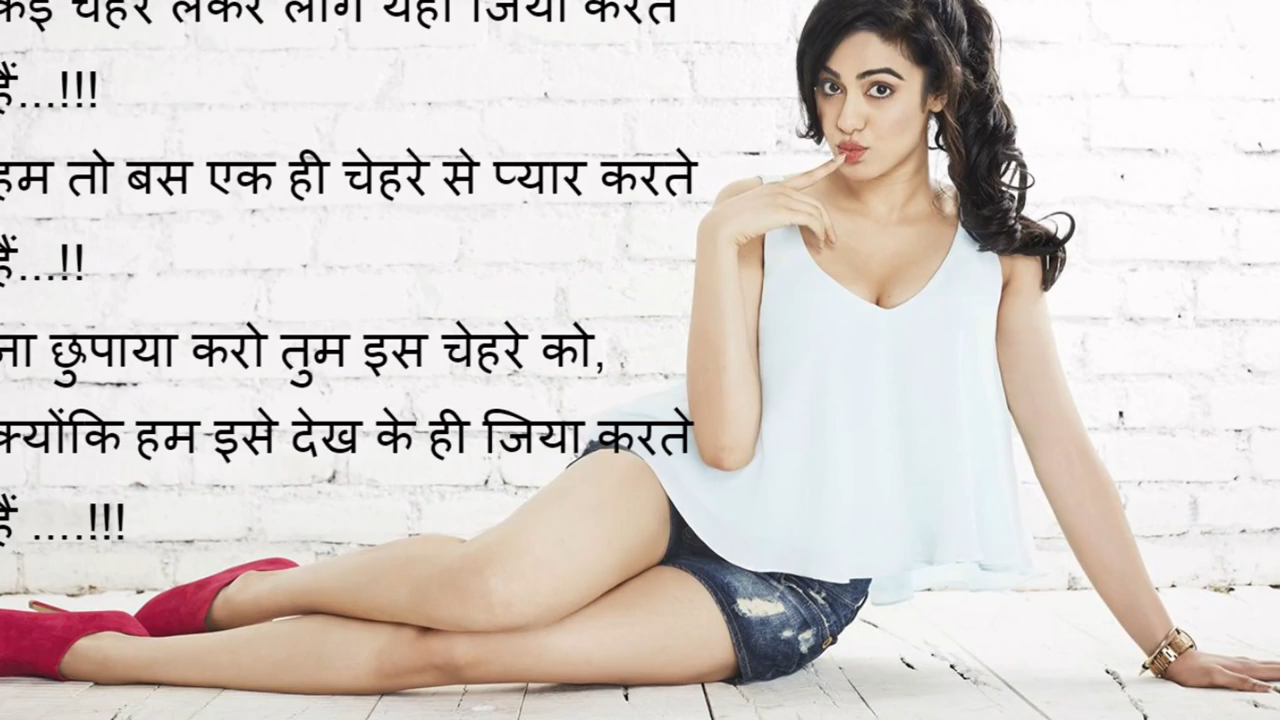 कई चेहरे लेकर लोग यहाँ जिया करते
हैं...!!!
हम तो बस एक ही चेहरे से प्यार करते
हैं...!!
ना छुपाया करो तुम इस चेहरे को,
क्योंकि हम इसे देख के ही जिया करते
हैं ....!!!